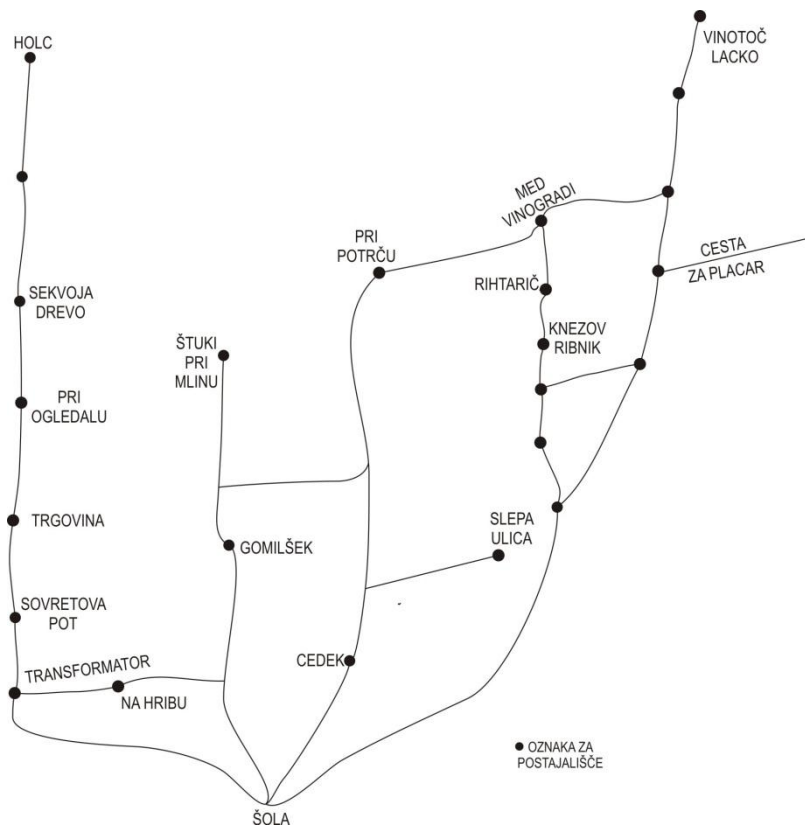 HOLC
VINOTOČ
LACKO
MED
VINOGRADI
PRI
POTRČU
CESTA
ZA PLACAR
SEKVOJA
DREVO
RIHTARIČ
ŠTUKI
PRI
MLINU
KNEZOV
RIBNIK
PRI
OGLEDALU
TRGOVINA
SLEPA
ULICA
GOMILŠEK
SOVRETOVA
POT
TRANSFORMATOR
NA HRIBU
CEDEK
OZNAKA ZA
POSTAJALIŠČE
ŠOLA